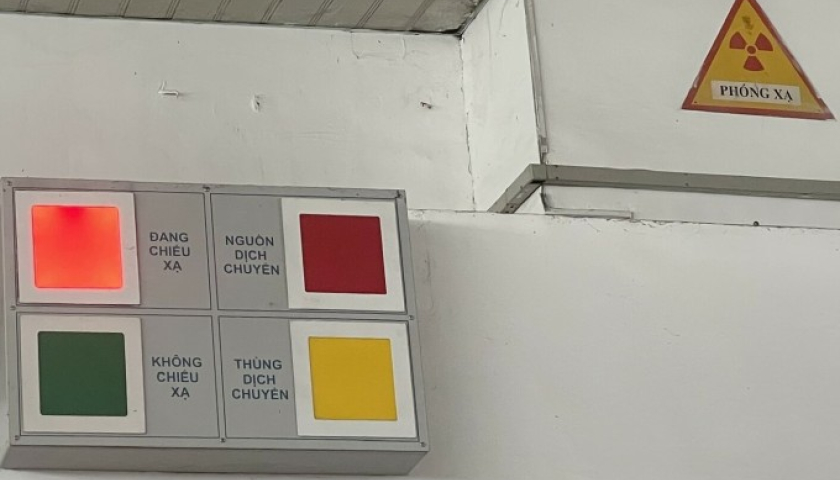 PHÓNG XẠ
ĐANG
CHIẾU
XẠ
NGUỒN
DỊCH
CHUYỂN
KHÔNG
CHIẾU
XẠ
THÙNG
DỊCH
CHUYỂN